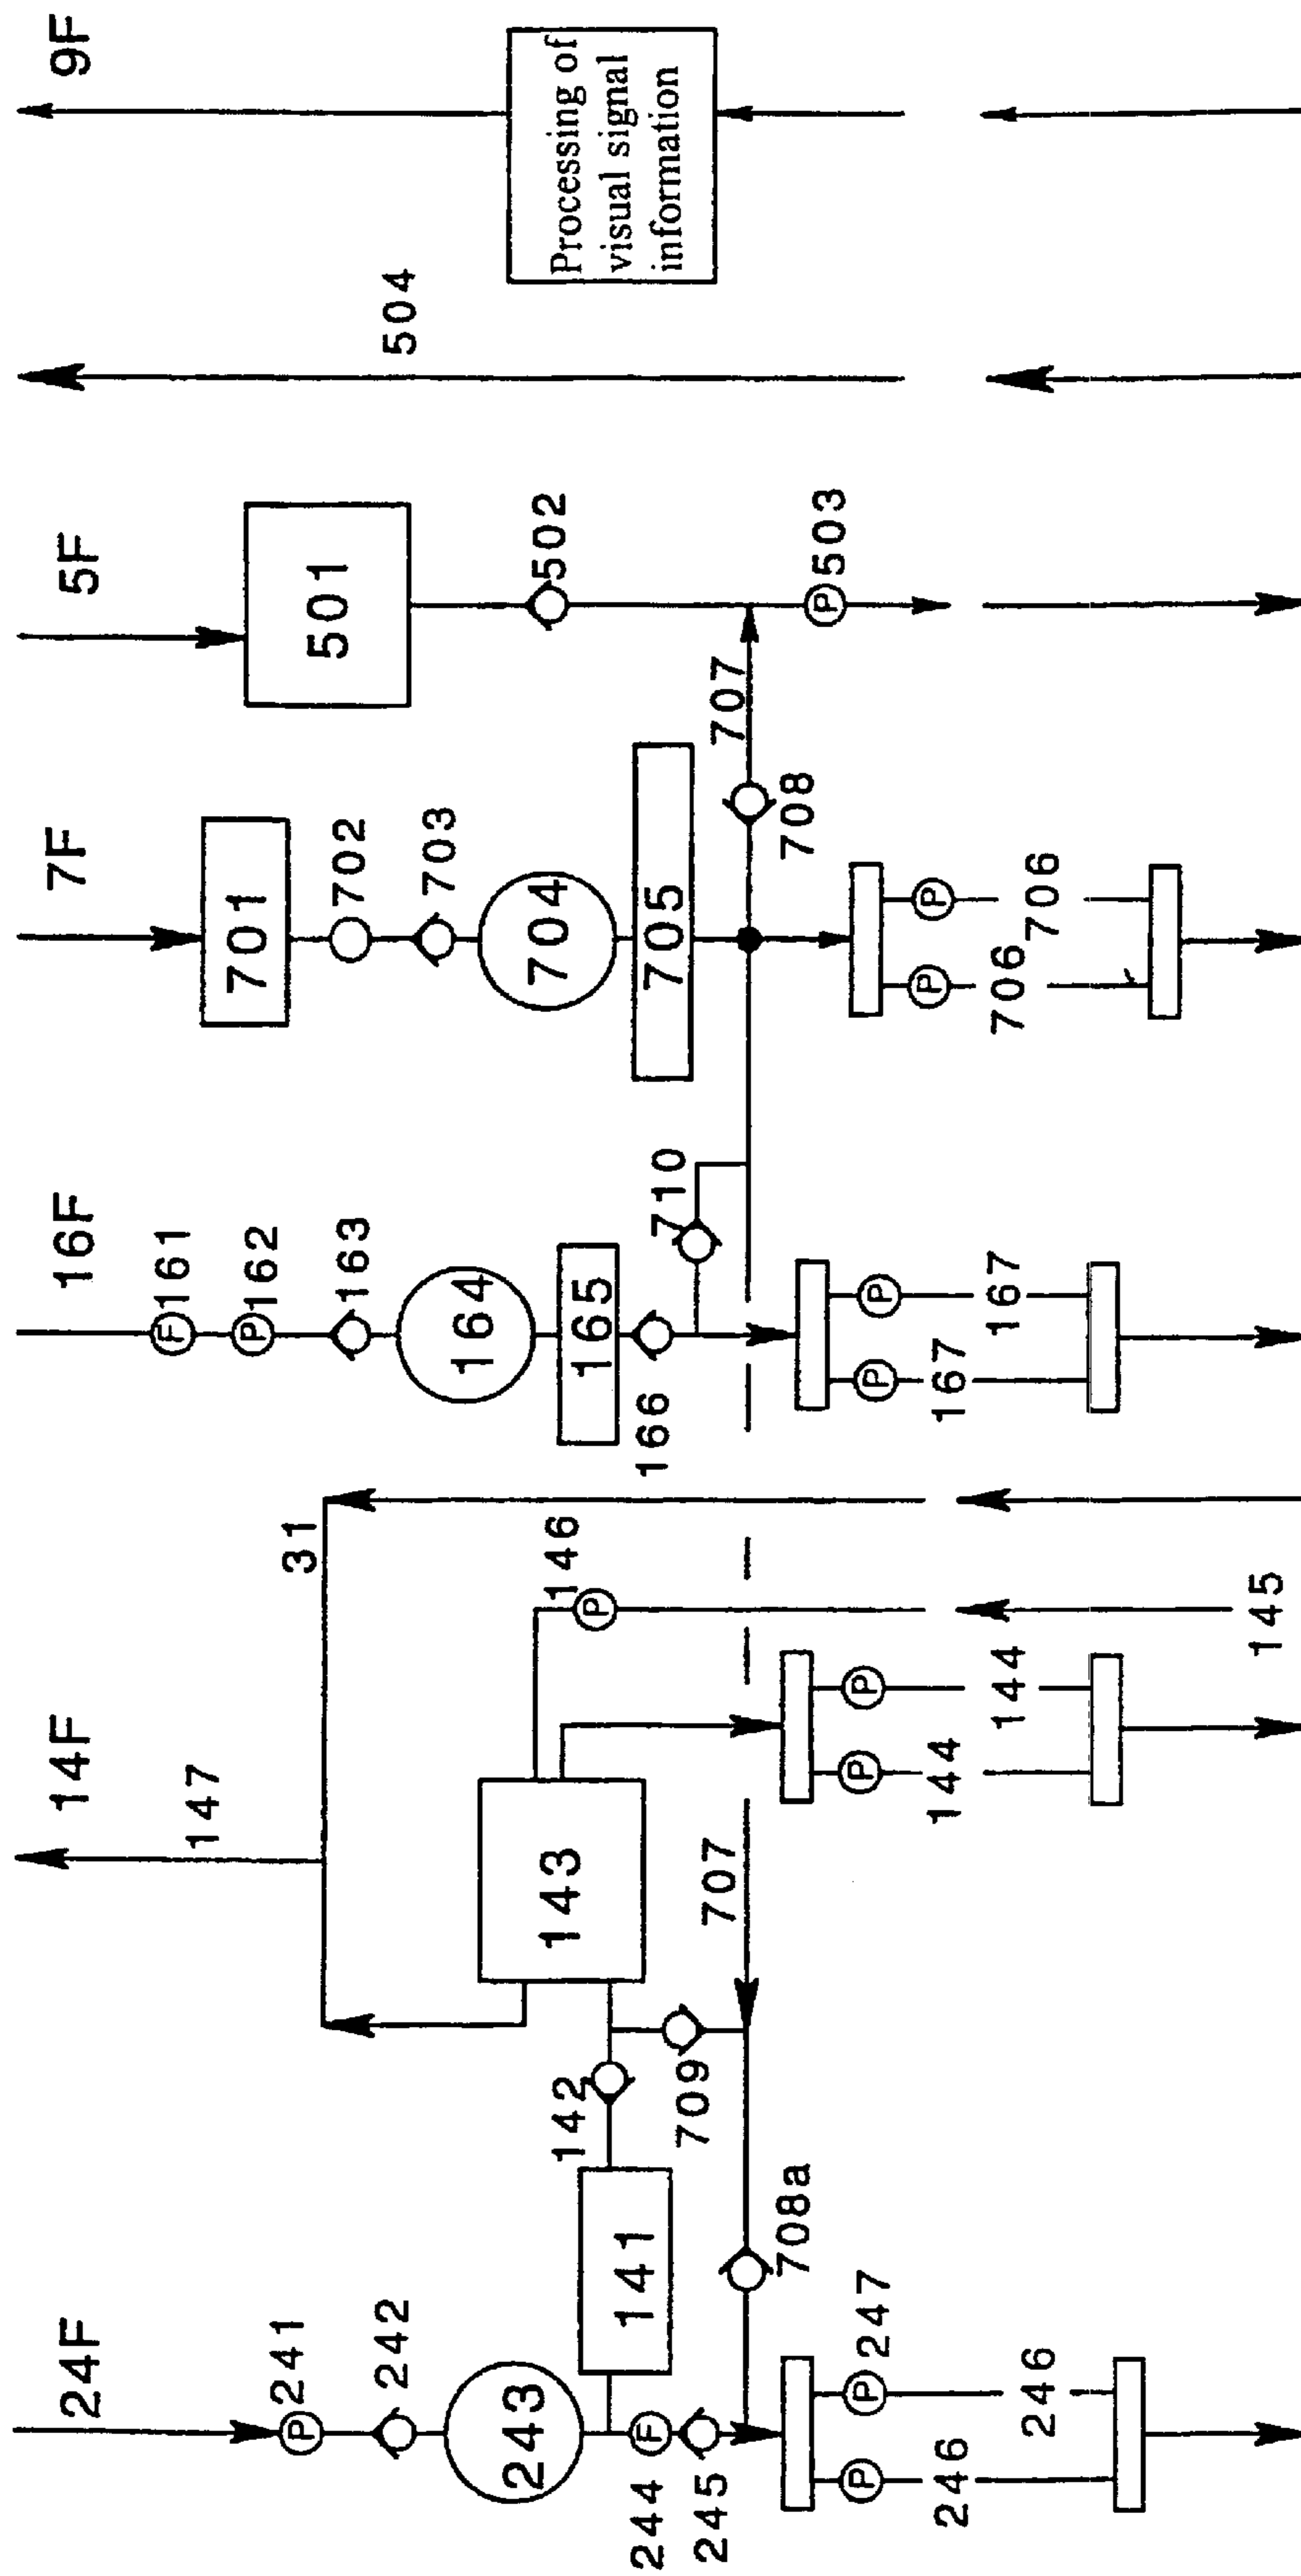 24F
14F
16F
7F
5F
9F
147
F
161
701
P
241
P
162
31
501
163
702
242
504
703
164
243
143
P
146
704
502
Processing of
visual signal
information
142
165
141
F
244
166
705
710
709
245
707
707
708a
708
P
503
P
P
247
P
P
P
P
167
P
P
246
144
167
706
246
144
706
145